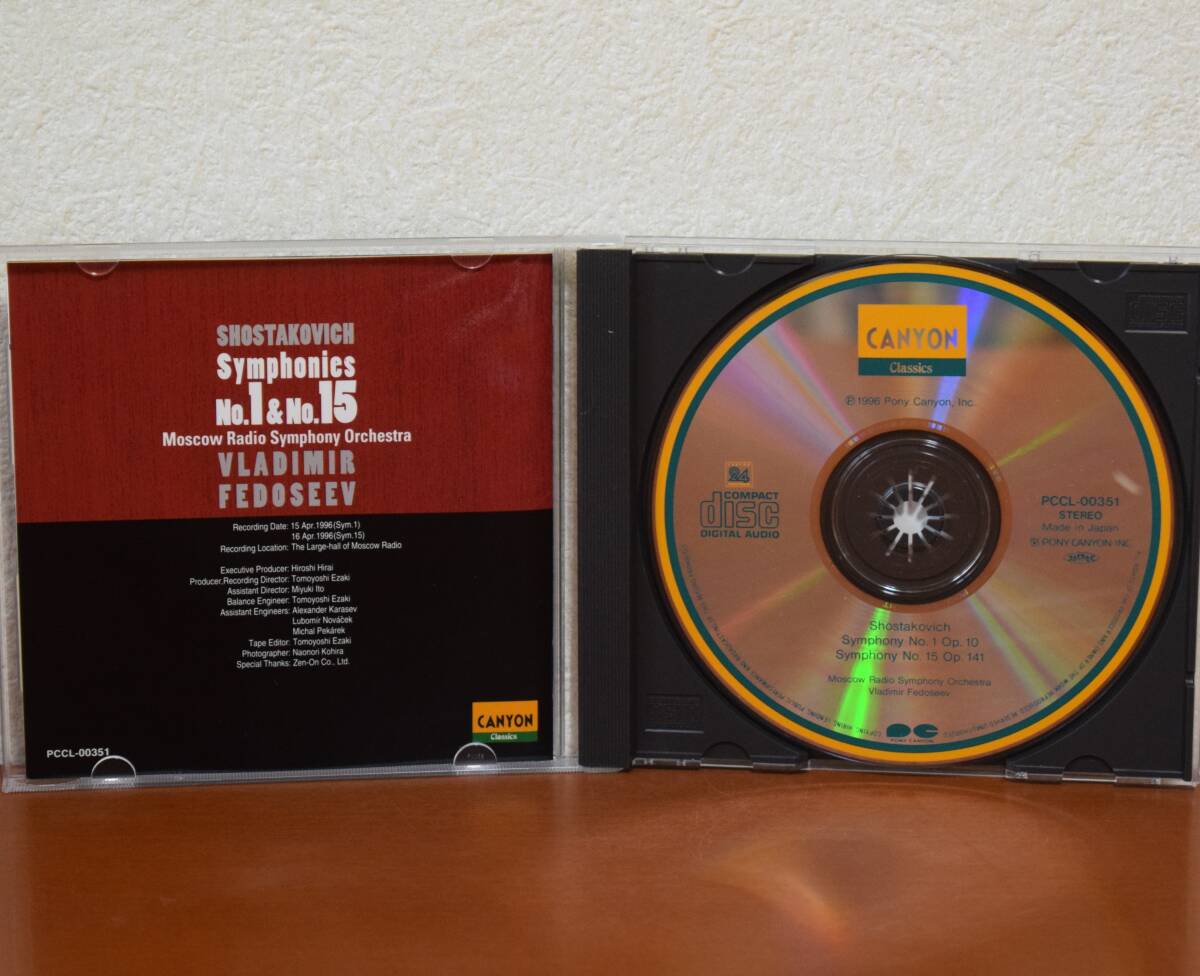 SHOSTAKOVICH
Symphonies
No.1 & No.15
Moscow Radio Symphony Orchestra
VLADIMIR
FEDOSEEV
Recording Date: 15 Apr.1996(Sym.1)
16 Apr.1996(Sym.15)
Recording Location: The Large-hall of Moscow Radio
Executive Producer: Hiroshi Hirai
Producer,Recording Director: Tomoyoshi Ezaki
Assistant Director: Miyuki Ito
Balance Engineer: Tomoyoshi Ezaki
Assistant Engineers: Alexander Karasev
Lubomír Nováček
Michal Pekárek
Tape Editor: Tomoyoshi Ezaki
Photographer: Naonori Kohira
Special Thanks: Zen-On Co., Ltd.
CANYON
Classics
PCCL-00351
CANYON
Classics
℗1996 Pony Canyon, Inc.
24
COMPACT
disc
DIGITAL AUDIO
PCCL-00351
STEREO
Made in Japan
PONY CANYON INC.
Shostakovich
Symphony No. 1 Op. 10
Symphony No. 15 Op. 141
Moscow Radio Symphony Orchestra
Vladimir Fedoseev
PONY CANYON